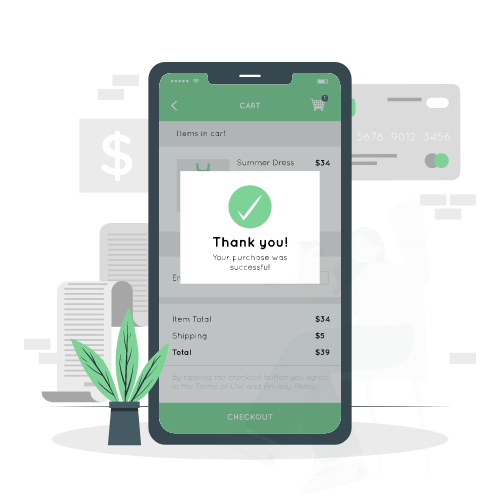 CART
1
Items in cart
$
5678 9012 3456
Summer Dress $34
Thank you!
Your purchase was
successful
En
Item Total $34
Shipping $5
Total $39
By tapping this checkout button you agree
to the Terms of Use and Privacy Policy
CHECKOUT